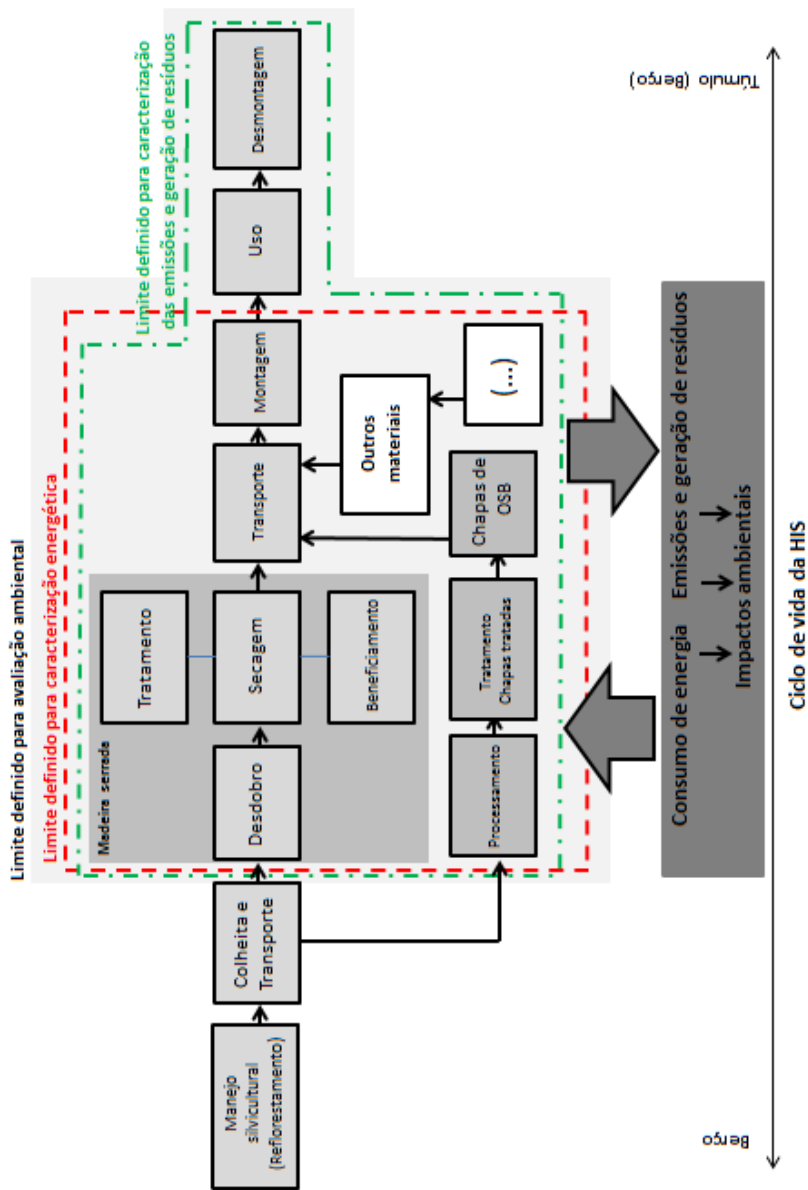 Limite definido para avaliação ambiental
Limite definido para caracterização energética
Limite definido para caracterização
das emissões e geração de resíduos
Madeira serrada
Manejo
silvicultural
(Reflorestamento)
Colheita e
Transporte
Desdobro
Tratamento
Secagem
Beneficiamento
Transporte
Montagem
Uso
Desmontagem
Processamento
Tratamento
Chapas tratadas
Chapas de
OSB
Outros
materiais
(...)
Consumo de energia
Emissões e geração de resíduos
Impactos ambientais
Berço
Túmulo (Berço)
Ciclo de vida da HIS